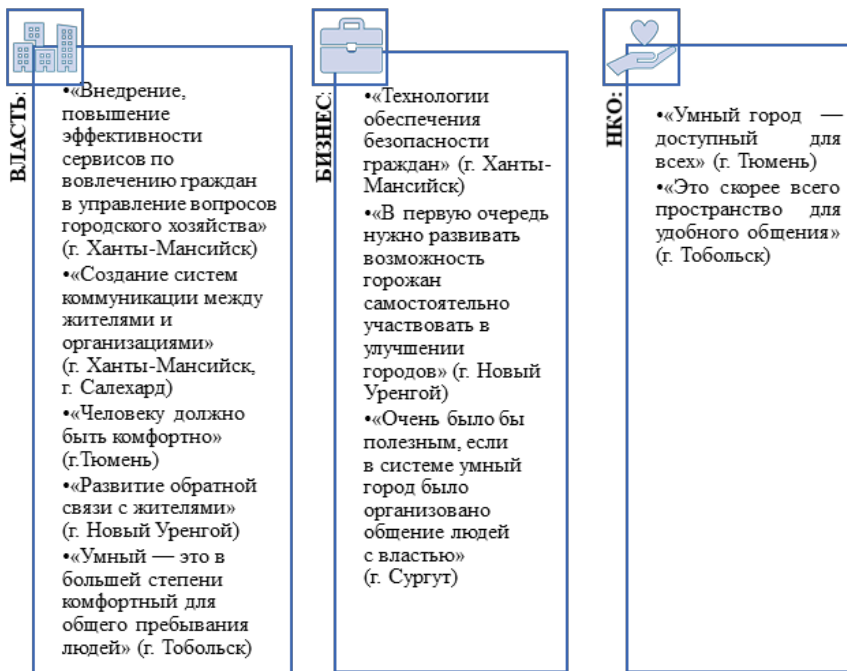 ВЛАСТЬ:
•«Внедрение,
повышение
эффективности
сервисов по
вовлечению граждан
в управление вопросов
городского хозяйства»
(г. Ханты-Мансийск)
•«Создание систем
коммуникации между
жителями и
организациями»
(г. Ханты-Мансийск,
г. Салехард)
•«Человеку должно
быть комфортно»
(г.Тюмень)
•«Развитие обратной
связи с жителями»
(г. Новый Уренгой)
•«Умный — это в
большей степени
комфортный для
общего пребывания
людей» (г. Тобольск)
БИЗНЕС:
•«Технологии
обеспечения
безопасности
граждан» (г. Ханты-
Мансийск)
•«В первую очередь
нужно развивать
возможность
горожан
самостоятельно
участвовать в
улучшении
городов» (г. Новый
Уренгой)
•«Очень было бы
полезным, если
в системе умный
город было
организовано
общение людей
с властью»
(г. Сургут)
НКО:
•«Умный город —
доступный для
всех» (г. Тюмень)
•«Это скорее всего
пространство для
удобного общения»
(г. Тобольск)